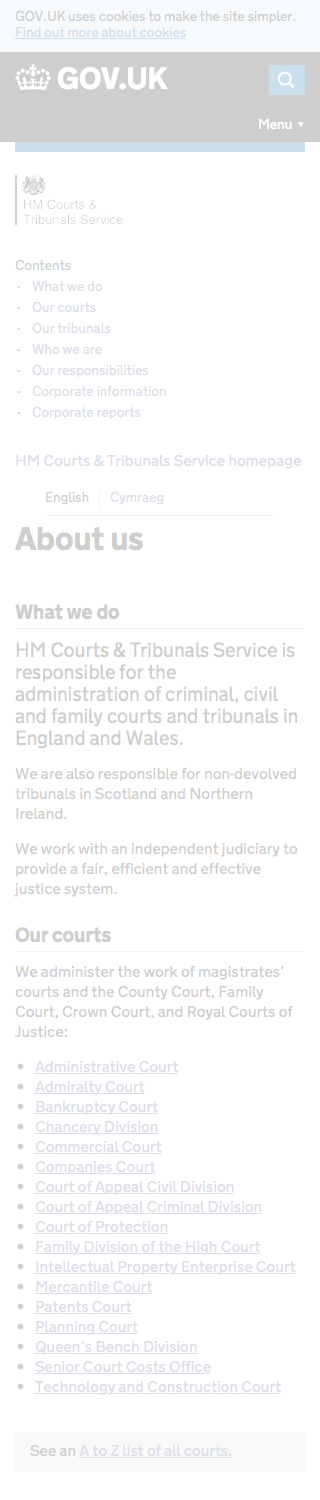 GOV.UK uses cookies to make the site simpler.
Find out more about cookies
GOV.UK
Menu ▼
HM Courts &
Tribunals Service
Contents
- What we do
- Our courts
- Our tribunals
- Who we are
- Our responsibilities
- Corporate information
- Corporate reports
HM Courts & Tribunals Service homepage
English Cymraeg
About us
What we do
HM Courts & Tribunals Service is
responsible for the
administration of criminal, civil
and family courts and tribunals in
England and Wales.
We are also responsible for non-devolved
tribunals in Scotland and Northern
Ireland.
We work with an independent judiciary to
provide a fair, efficient and effective
justice system.
Our courts
We administer the work of magistrates’
courts and the County Court, Family
Court, Crown Court, and Royal Courts of
Justice:
• Administrative Court
• Admiralty Court
• Bankruptcy Court
• Chancery Division
• Commercial Court
• Companies Court
• Court of Appeal Civil Division
• Court of Appeal Criminal Division
• Court of Protection
• Family Division of the High Court
• Intellectual Property Enterprise Court
• Mercantile Court
• Patents Court
• Planning Court
• Queen’s Bench Division
• Senior Court Costs Office
• Technology and Construction Court
See an A to Z list of all courts.